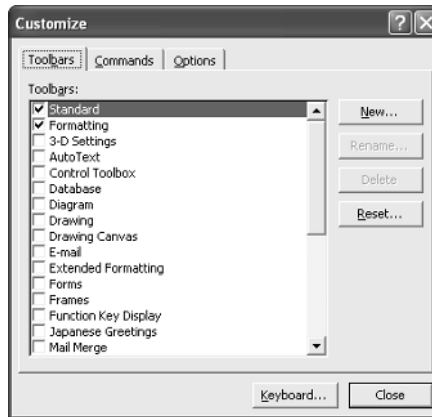 Customize
Toolbars Commands Options
Toolbars:
Standard
Formatting
3-D Settings
AutoText
Control Toolbox
Database
Diagram
Drawing
Drawing Canvas
E-mail
Extended Formatting
Forms
Frames
Function Key Display
Japanese Greetings
Mail Merge
New...
Rename...
Delete
Reset...
Keyboard... Close